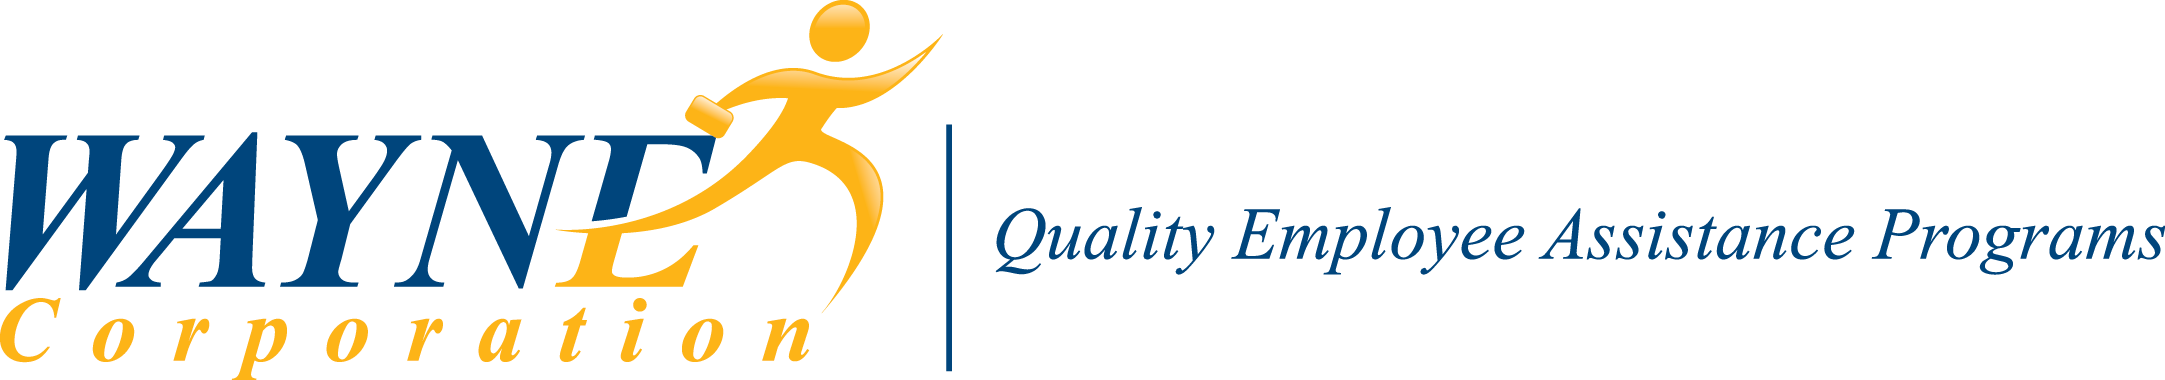 WAYNE
Corporation
Quality Employee Assistance Programs